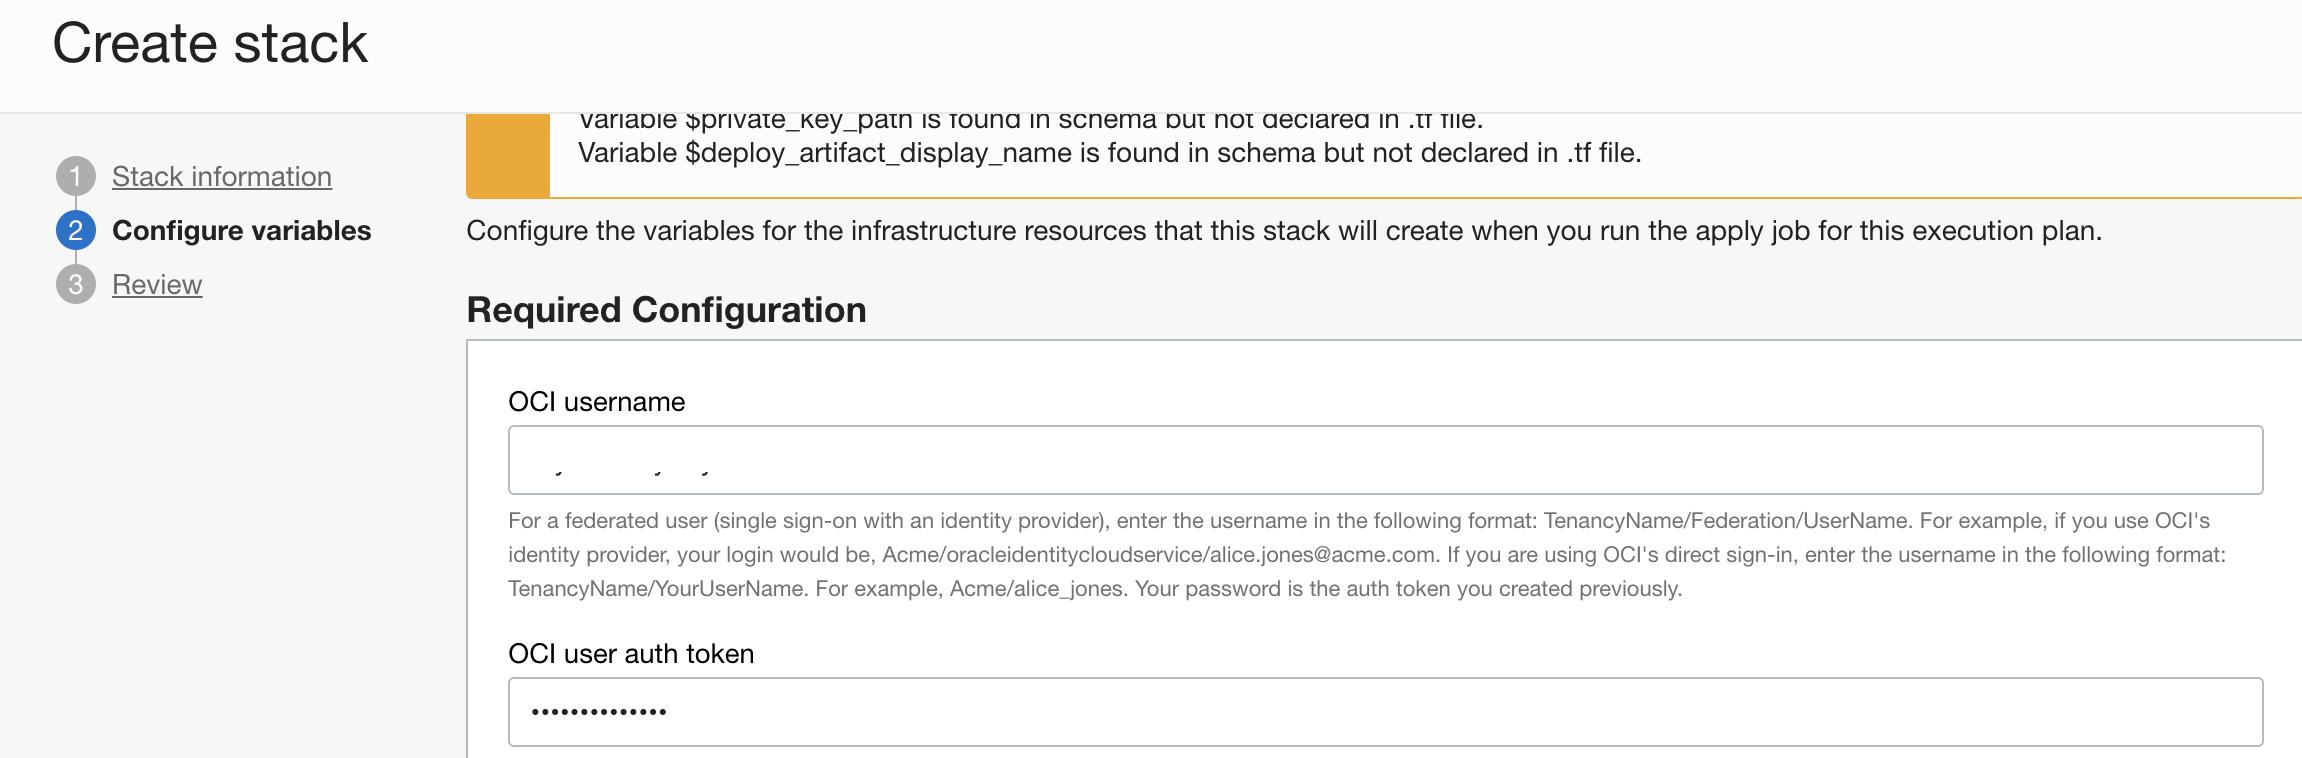 Create stack
1 Stack information
2 Configure variables
3 Review
Variable $private_key_path is found in schema but not declared in .tf file.
Variable $deploy_artifact_display_name is found in schema but not declared in .tf file.
Configure the variables for the infrastructure resources that this stack will create when you run the apply job for this execution plan.
Required Configuration
OCI username
For a federated user (single sign-on with an identity provider), enter the username in the following format: TenancyName/Federation/UserName. For example, if you use OCI's
identity provider, your login would be, Acme/oracleidentitycloudservice/alice.jones@acme.com. If you are using OCI's direct sign-in, enter the username in the following format:
TenancyName/YourUserName. For example, Acme/alice_jones. Your password is the auth token you created previously.
OCI user auth token
••••••••••••••